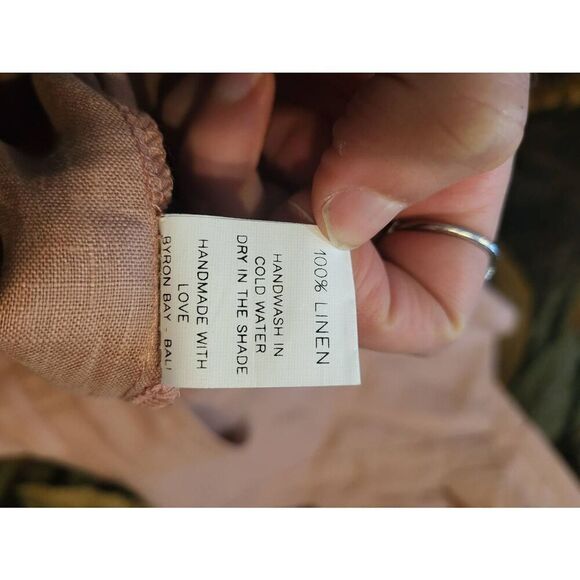 100% LINEN
HANDWASH IN
COLD WATER
DRY IN THE SHADE
HANDMADE WITH
LOVE
BYRON BAY - BALI